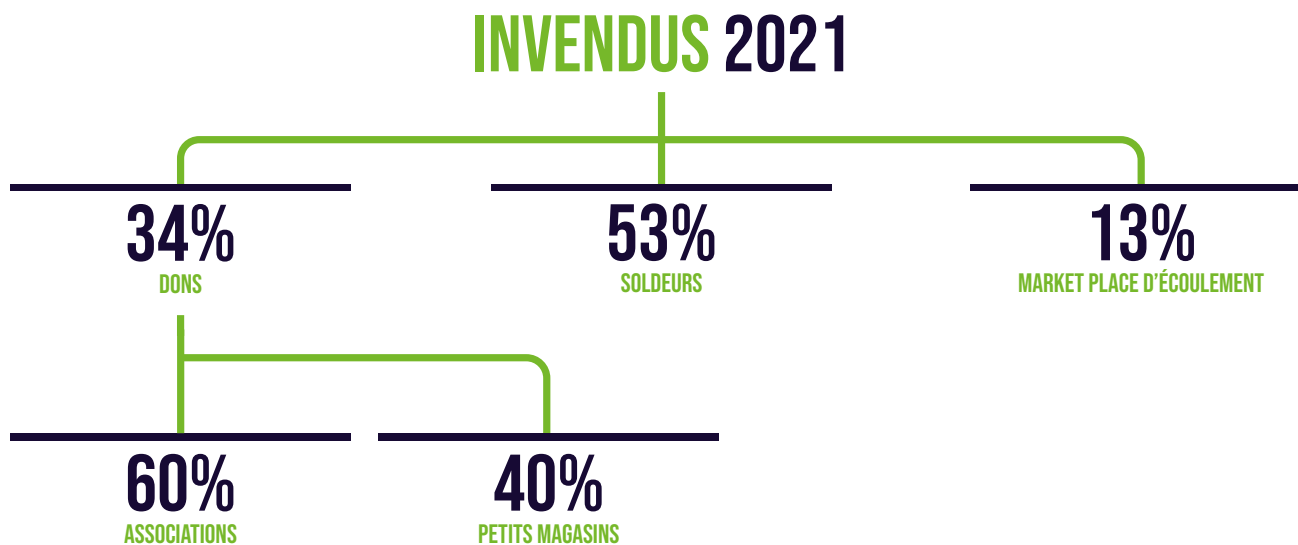 INVENDUS 2021
34%
DONS
53%
SOLDEURS
13%
MARKET PLACE D'ÉCOULEMENT
60%
ASSOCIATIONS
40%
PETITS MAGASINS